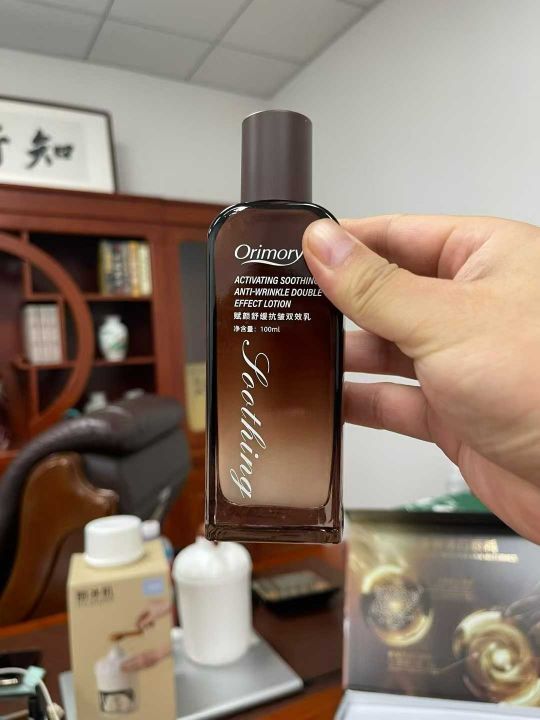 知
Orimory
ACTIVATING SOOTHING
ANTI-WRINKLE DOUBLE
EFFECT LOTION
赋颜舒缓抗皱双效乳
净含量：100ml
Soothing